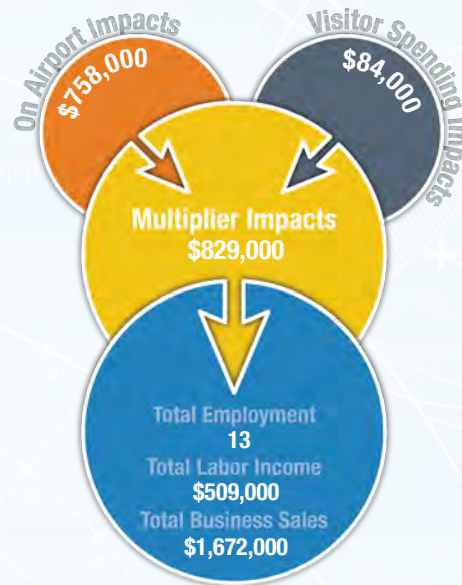 On Airport Impacts
$758,000
Visitor Spending Impacts
$84,000
Multiplier Impacts
$829,000
Total Employment
13
Total Labor Income
$509,000
Total Business Sales
$1,672,000